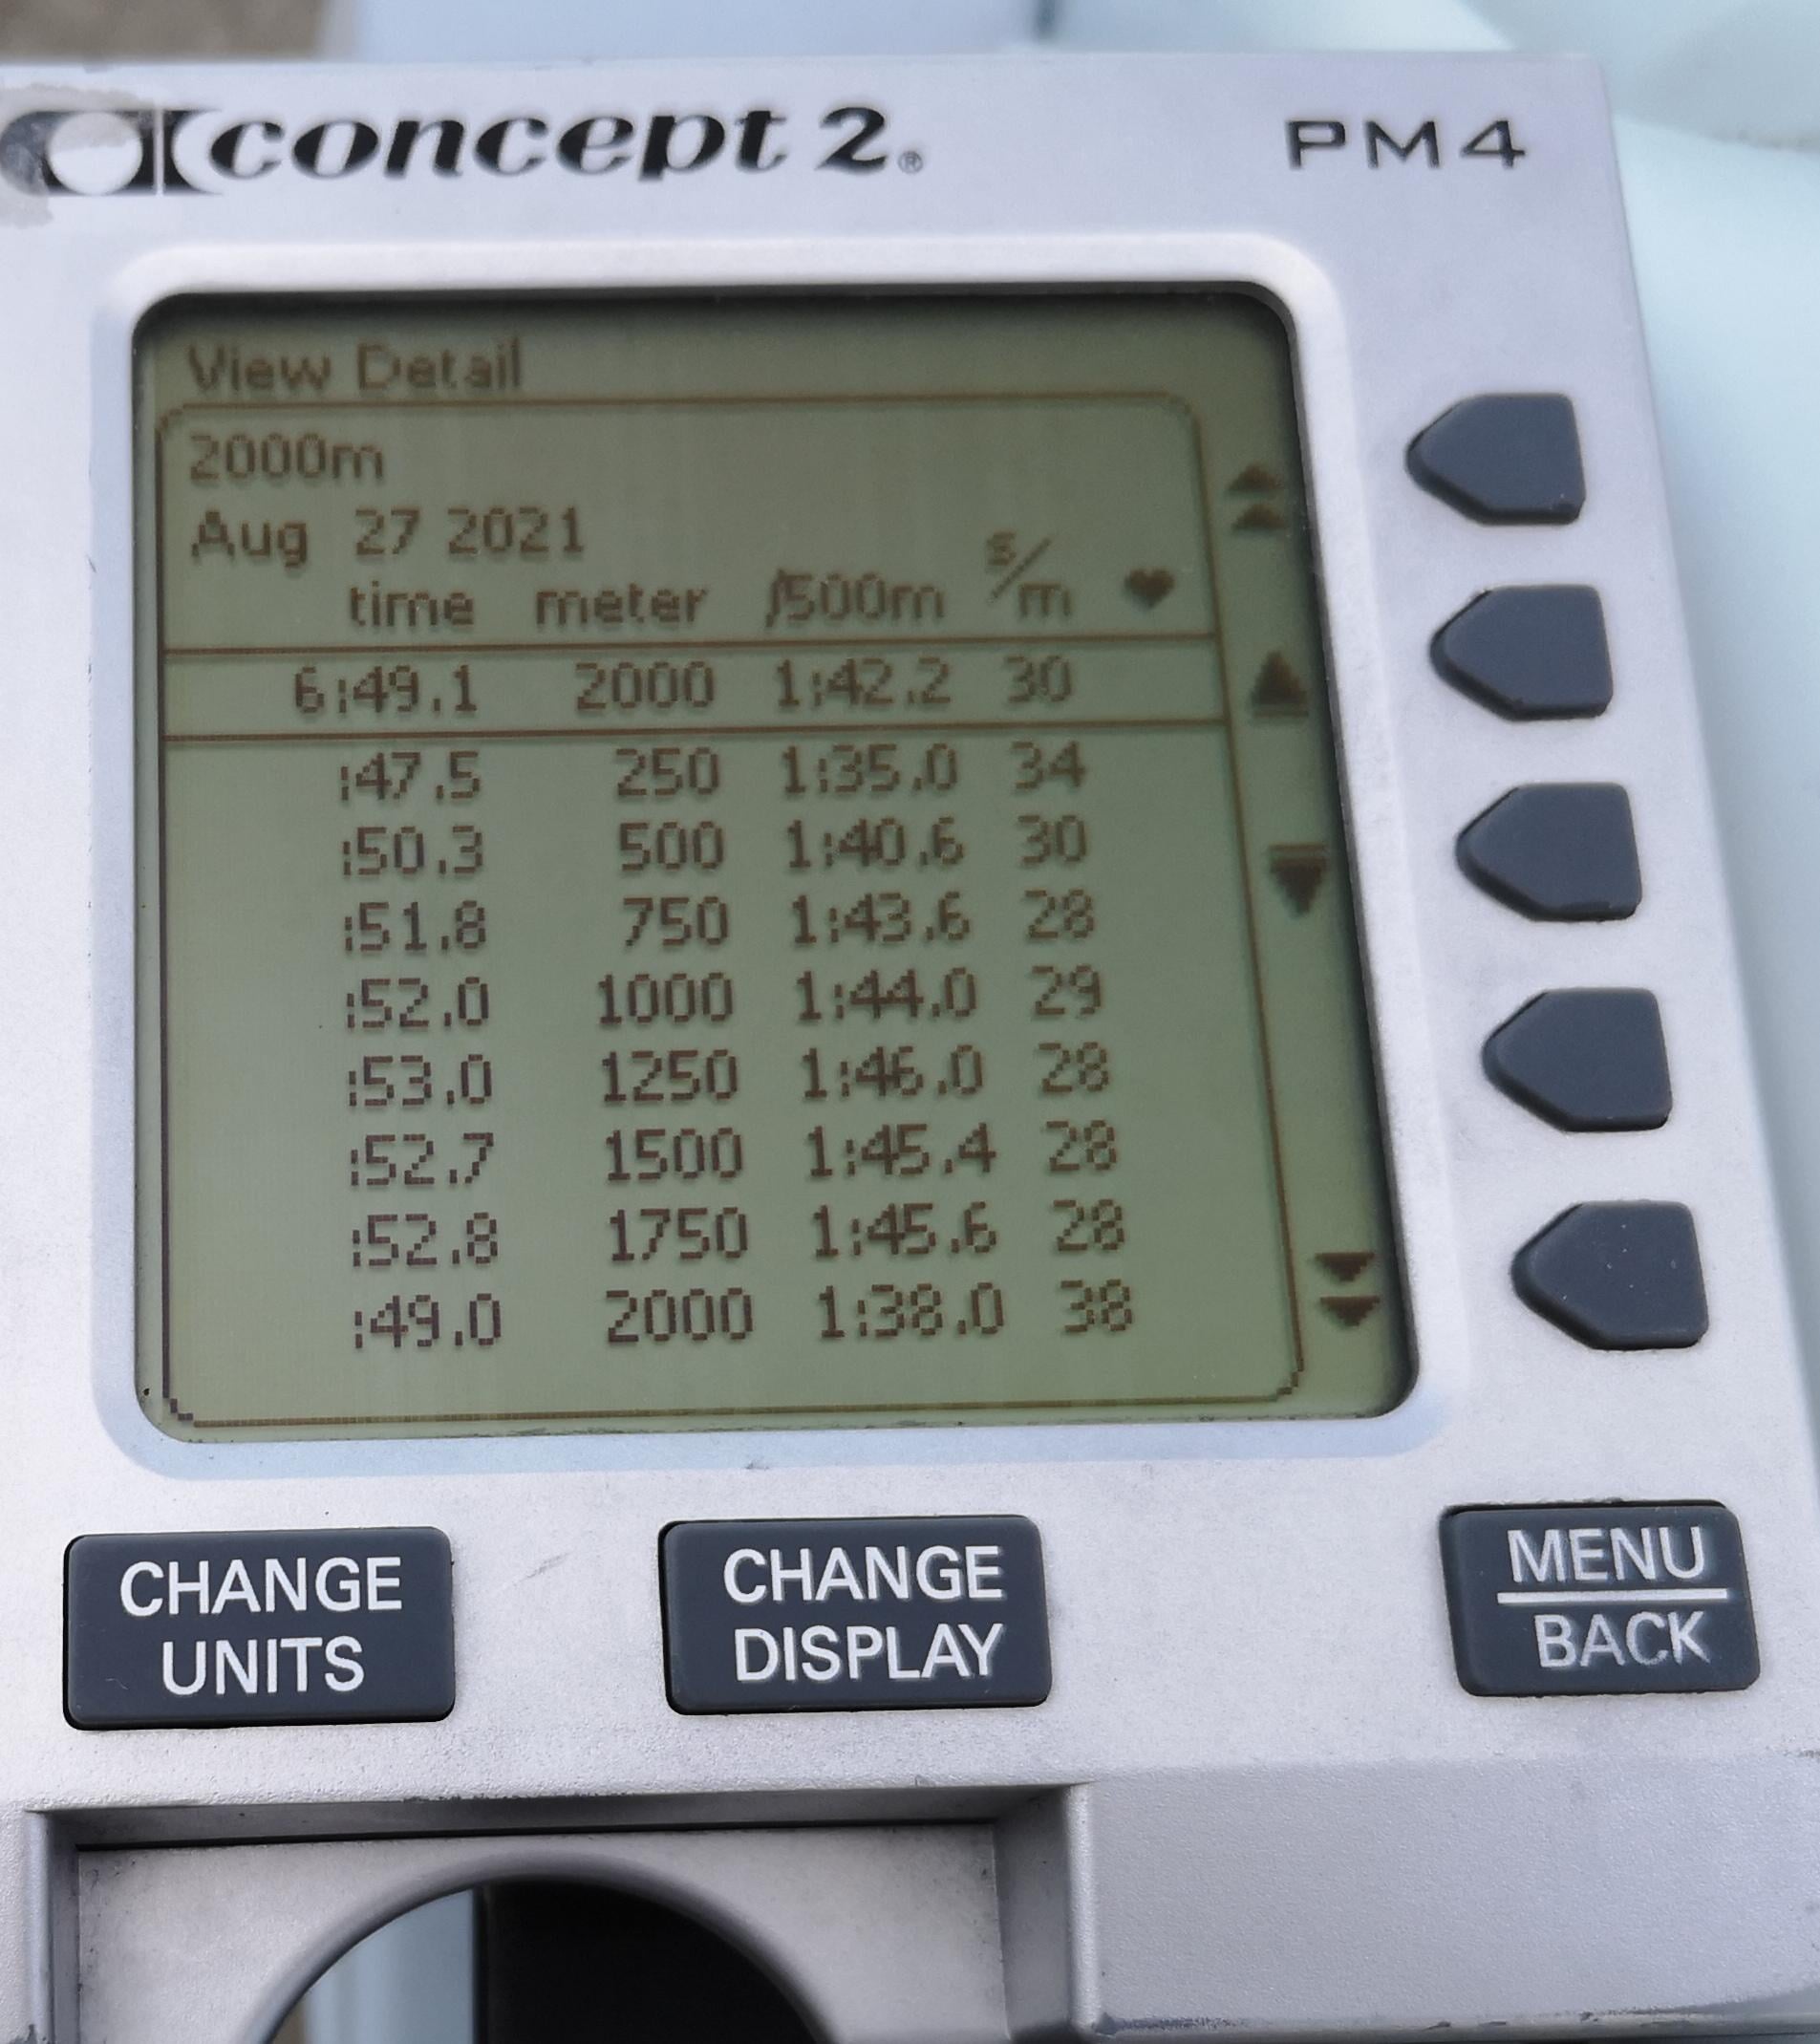 concept 2® PM4
View Detail
2000m
Aug 27 2021
time meter /500m s/m ♥
6:49.1 2000 1:42.2 30
:47.5 250 1:35.0 34
:50.3 500 1:40.6 30
:51.8 750 1:43.6 28
:52.0 1000 1:44.0 29
:53.0 1250 1:46.0 28
:52.7 1500 1:45.4 28
:52.8 1750 1:45.6 28
:49.0 2000 1:38.0 38
CHANGE UNITS
CHANGE DISPLAY
MENU
BACK